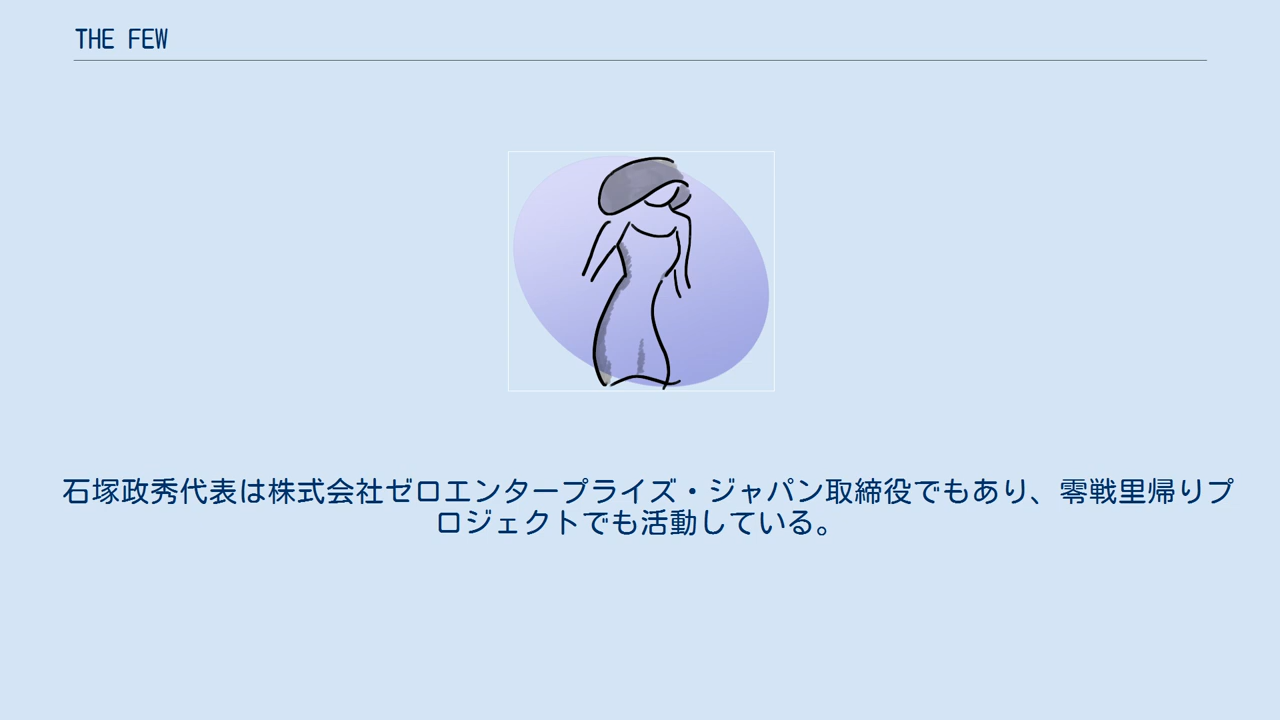 THE FEW
石塚政秀代表は株式会社ゼロエンタープライズ・ジャパン取締役でもあり、零戦里帰りプ
ロジェクトでも活動している。